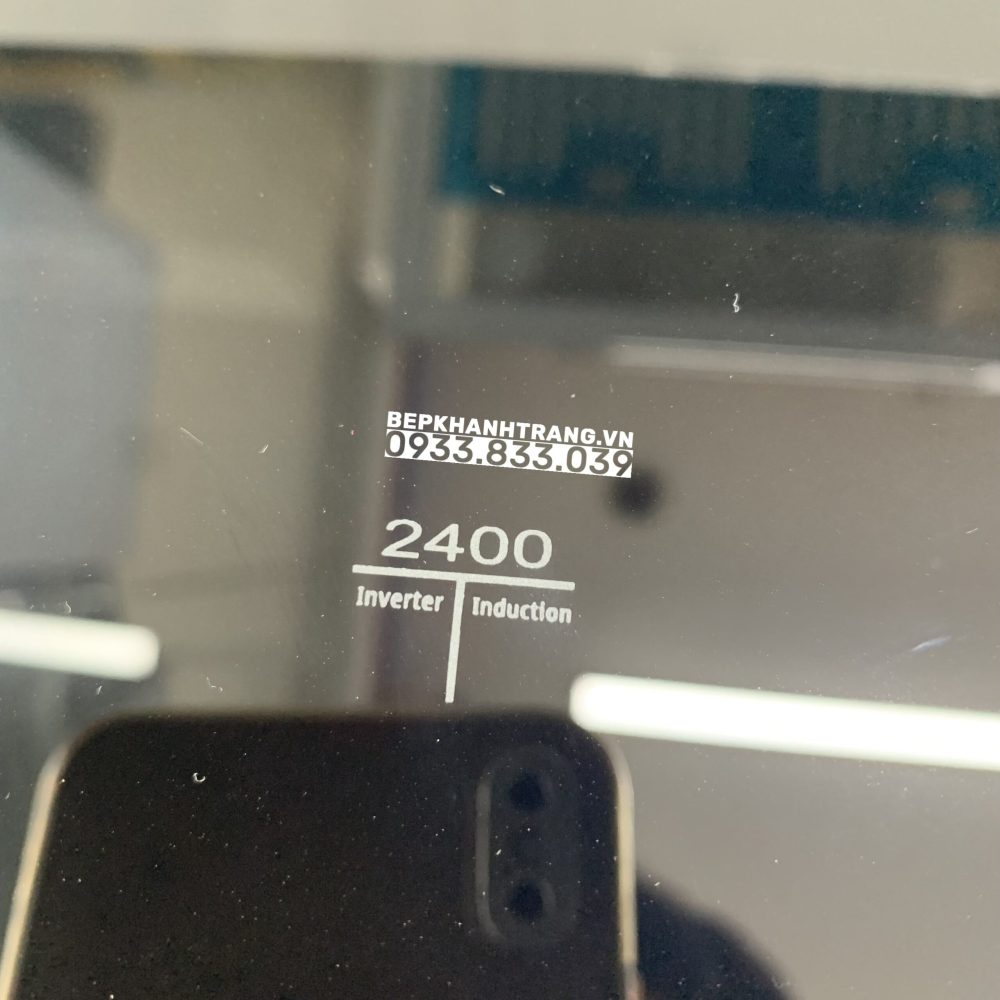 BEPKHANHTRANG.VN
0933.833.039
2400
Inverter Induction